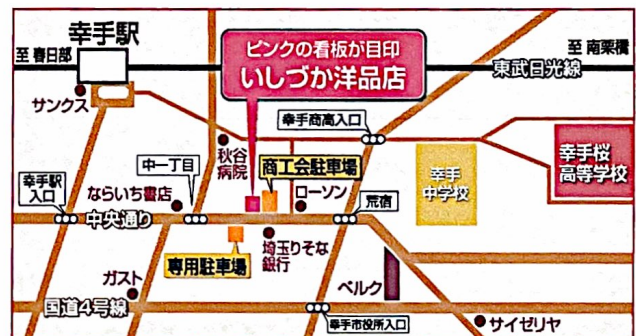 幸手駅
至 春日部
サンクス
ピンクの看板が目印
いしづか洋品店
至 南栗橋
東武日光線
幸手商高入口
秋谷
病院
商工会駐車場
幸手
中学校
幸手桜
高等学校
中一丁目
幸手駅
入口
ならいち書店
中央通り
ローソン
荒宿
専用駐車場
埼玉りそな
銀行
ガスト
ベルク
国道4号線
幸手市役所入口
サイゼリヤ